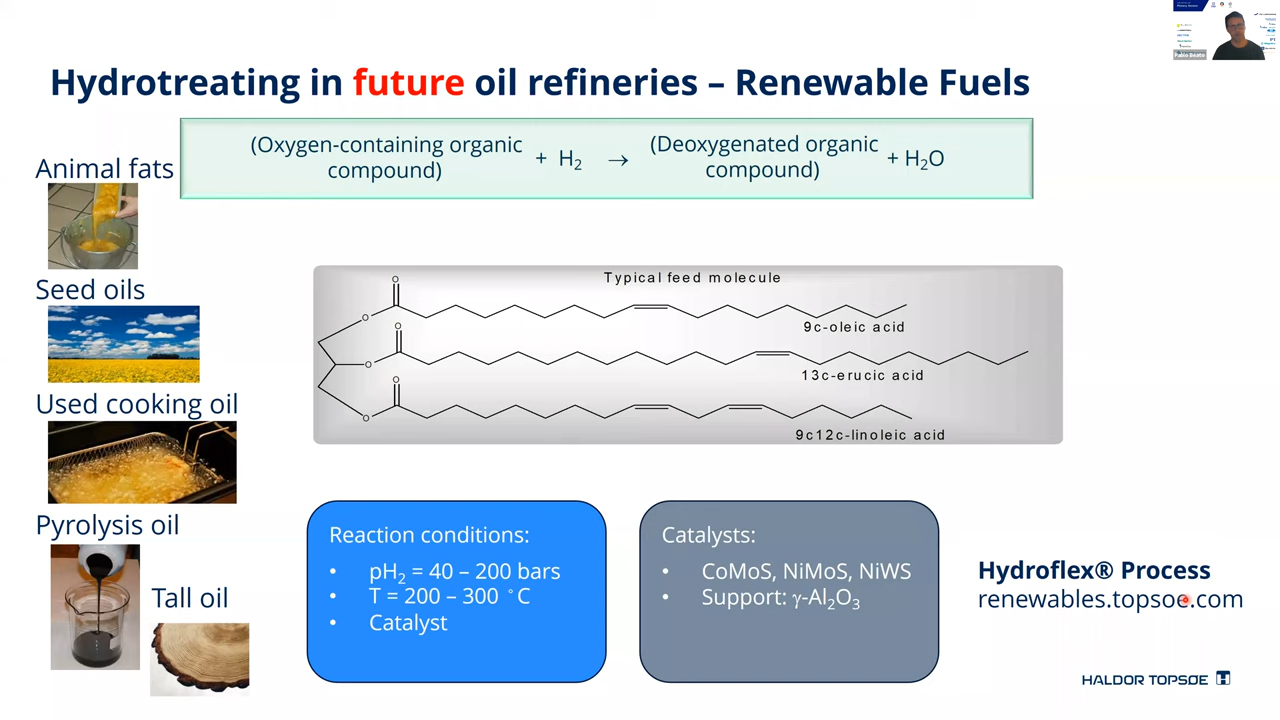 Hydrotreating in future oil refineries – Renewable Fuels
(Oxygen-containing organic compound) + H₂ → (Deoxygenated organic compound) + H₂O
Animal fats
Seed oils
Used cooking oil
Pyrolysis oil
Tall oil
Typical feed molecule
O
O
9c-oleic acid
O
O
13c-erucic acid
O
O
9c12c-linoleic acid
Reaction conditions:
• pH₂ = 40 – 200 bars
• T = 200 – 300 °C
• Catalyst
Catalysts:
• CoMoS, NiMoS, NiWS
• Support: γ-Al₂O₃
Hydroflex® Process
renewables.topsoe.com
HALDOR TOPSØE
Pablo Beato